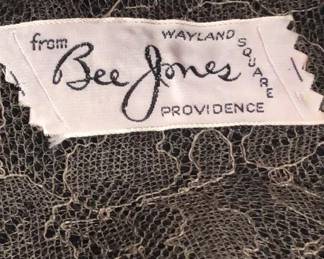 from
Bee Jones
WAYLAND
SQUARE
PROVIDENCE